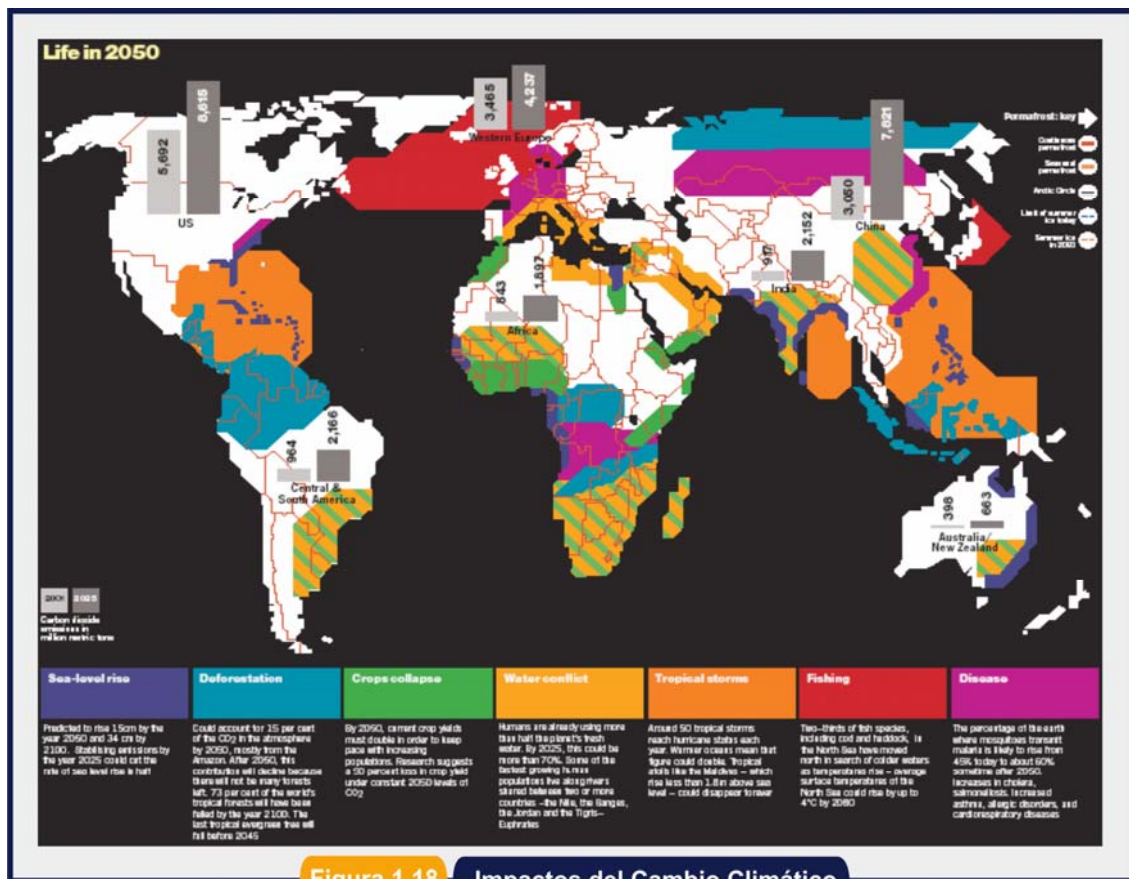 Life in 2050
5,692
8,615
US
3,465
4,237
Western Europe
843
1,897
Africa
917
2,152
India
3,050
7,821
China
964
2,166
Central &
South America
398
663
Australia/
New Zealand
Permafrost: key
Continuous
permafrost
Seasonal
permafrost
Arctic Circle
Limit of summer
ice today
Summer ice
in 2050
2025
Carbon dioxide
emissions in
million metric tons
Sea-level rise
Predicted to rise 15cm by the
year 2050 and 34 cm by
2100. Stabilising emissions by
the year 2025 could cut the
rate of sea level rise in half
Deforestation
Could account for 15 per cent
of the CO2 in the atmosphere
by 2050, mostly from the
Amazon. After 2050, this
contribution will decline because
there will not be many forests
left. 73 per cent of the world's
tropical forests will have been
felled by the year 2100. The
last tropical evergreen tree will
fall before 2045
Crops collapse
By 2050, current crop yields
must double in order to keep
pace with increasing
populations. Research suggests
a 50 percent loss in crop yield
under constant 2050 levels of
CO2
Water conflict
Humans are already using more
than half the planet's fresh
water. By 2025, this could be
more than 70%. Some of the
fastest growing human
populations live along rivers
shared between two or more
countries –the Nile, the Ganges,
the Jordan and the Tigris–
Euphrates
Tropical storms
Around 50 tropical storms
reach hurricane status each
year. Warmer oceans mean that
figure could double. Tropical
atolls like the Maldives – which
rise less than 1.8m above sea
level – could disappear forever
Fishing
Two-thirds of fish species,
including cod and haddock, in
the North Sea have moved
north in search of colder waters
as temperatures rise – average
surface temperatures of the
North Sea could rise by up to
4°C by 2080
Disease
The percentage of the earth
where mosquitoes transmit
malaria is likely to rise from
45% today to about 60%
sometime after 2050.
Increases in cholera,
salmonellosis. Increased
asthma, allergic disorders, and
cardiorespiratory diseases
Figura 1.18
Impactos del Cambio Climático